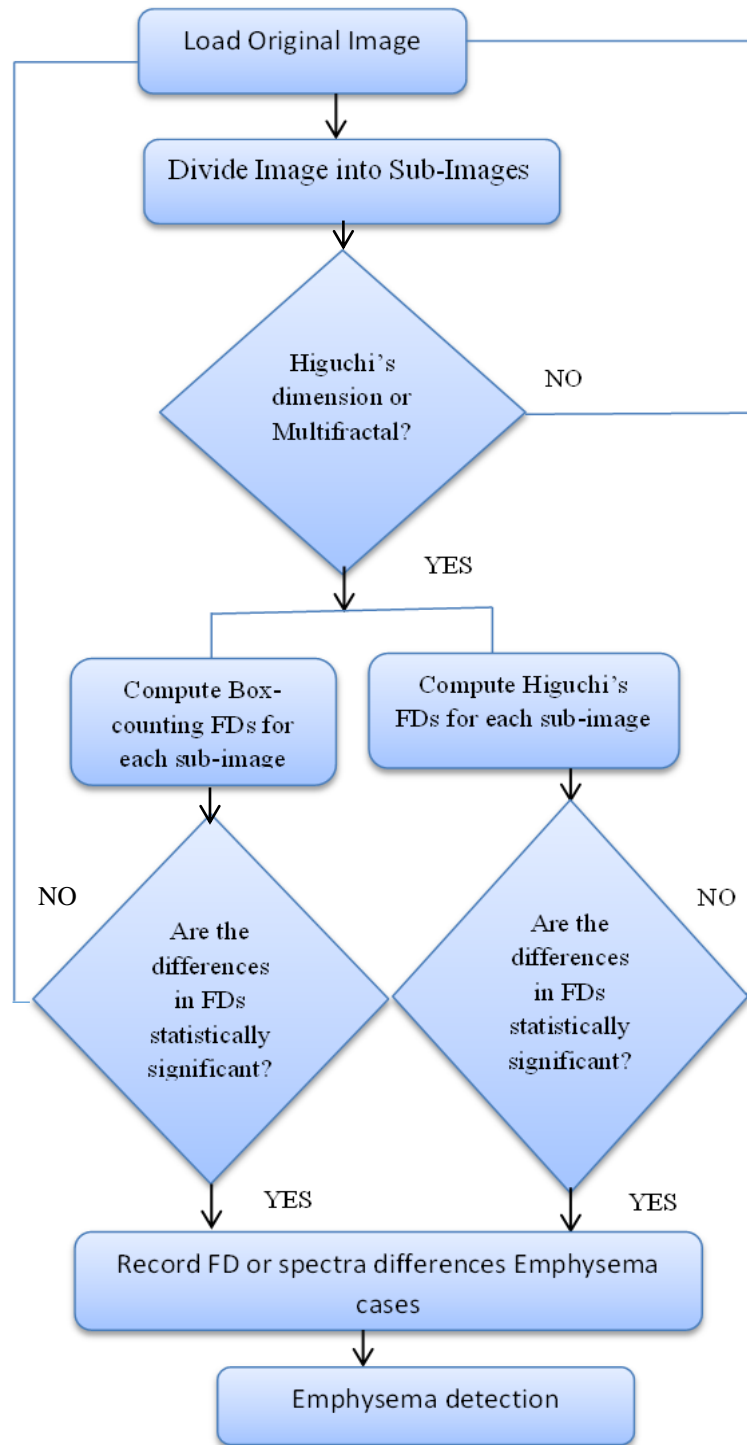 Load Original Image
Divide Image into Sub-Images
Higuchi’s
dimension or
Multifractal?
NO
YES
Compute Box-
counting FDs for
each sub-image
Compute Higuchi’s
FDs for each sub-image
NO
Are the
differences
in FDs
statistically
significant?
NO
Are the
differences
in FDs
statistically
significant?
YES
YES
Record FD or spectra differences Emphysema
cases
Emphysema detection